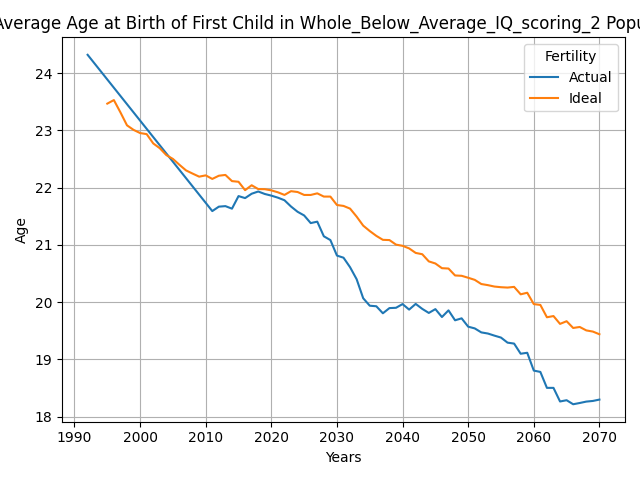 Average Age at Birth of First Child in Whole_Below_Average_IQ_scoring_2
Fertility
Actual
Ideal
24
23
22
21
20
19
18
Age
1990 2000 2010 2020 2030 2040 2050 2060 2070
Years